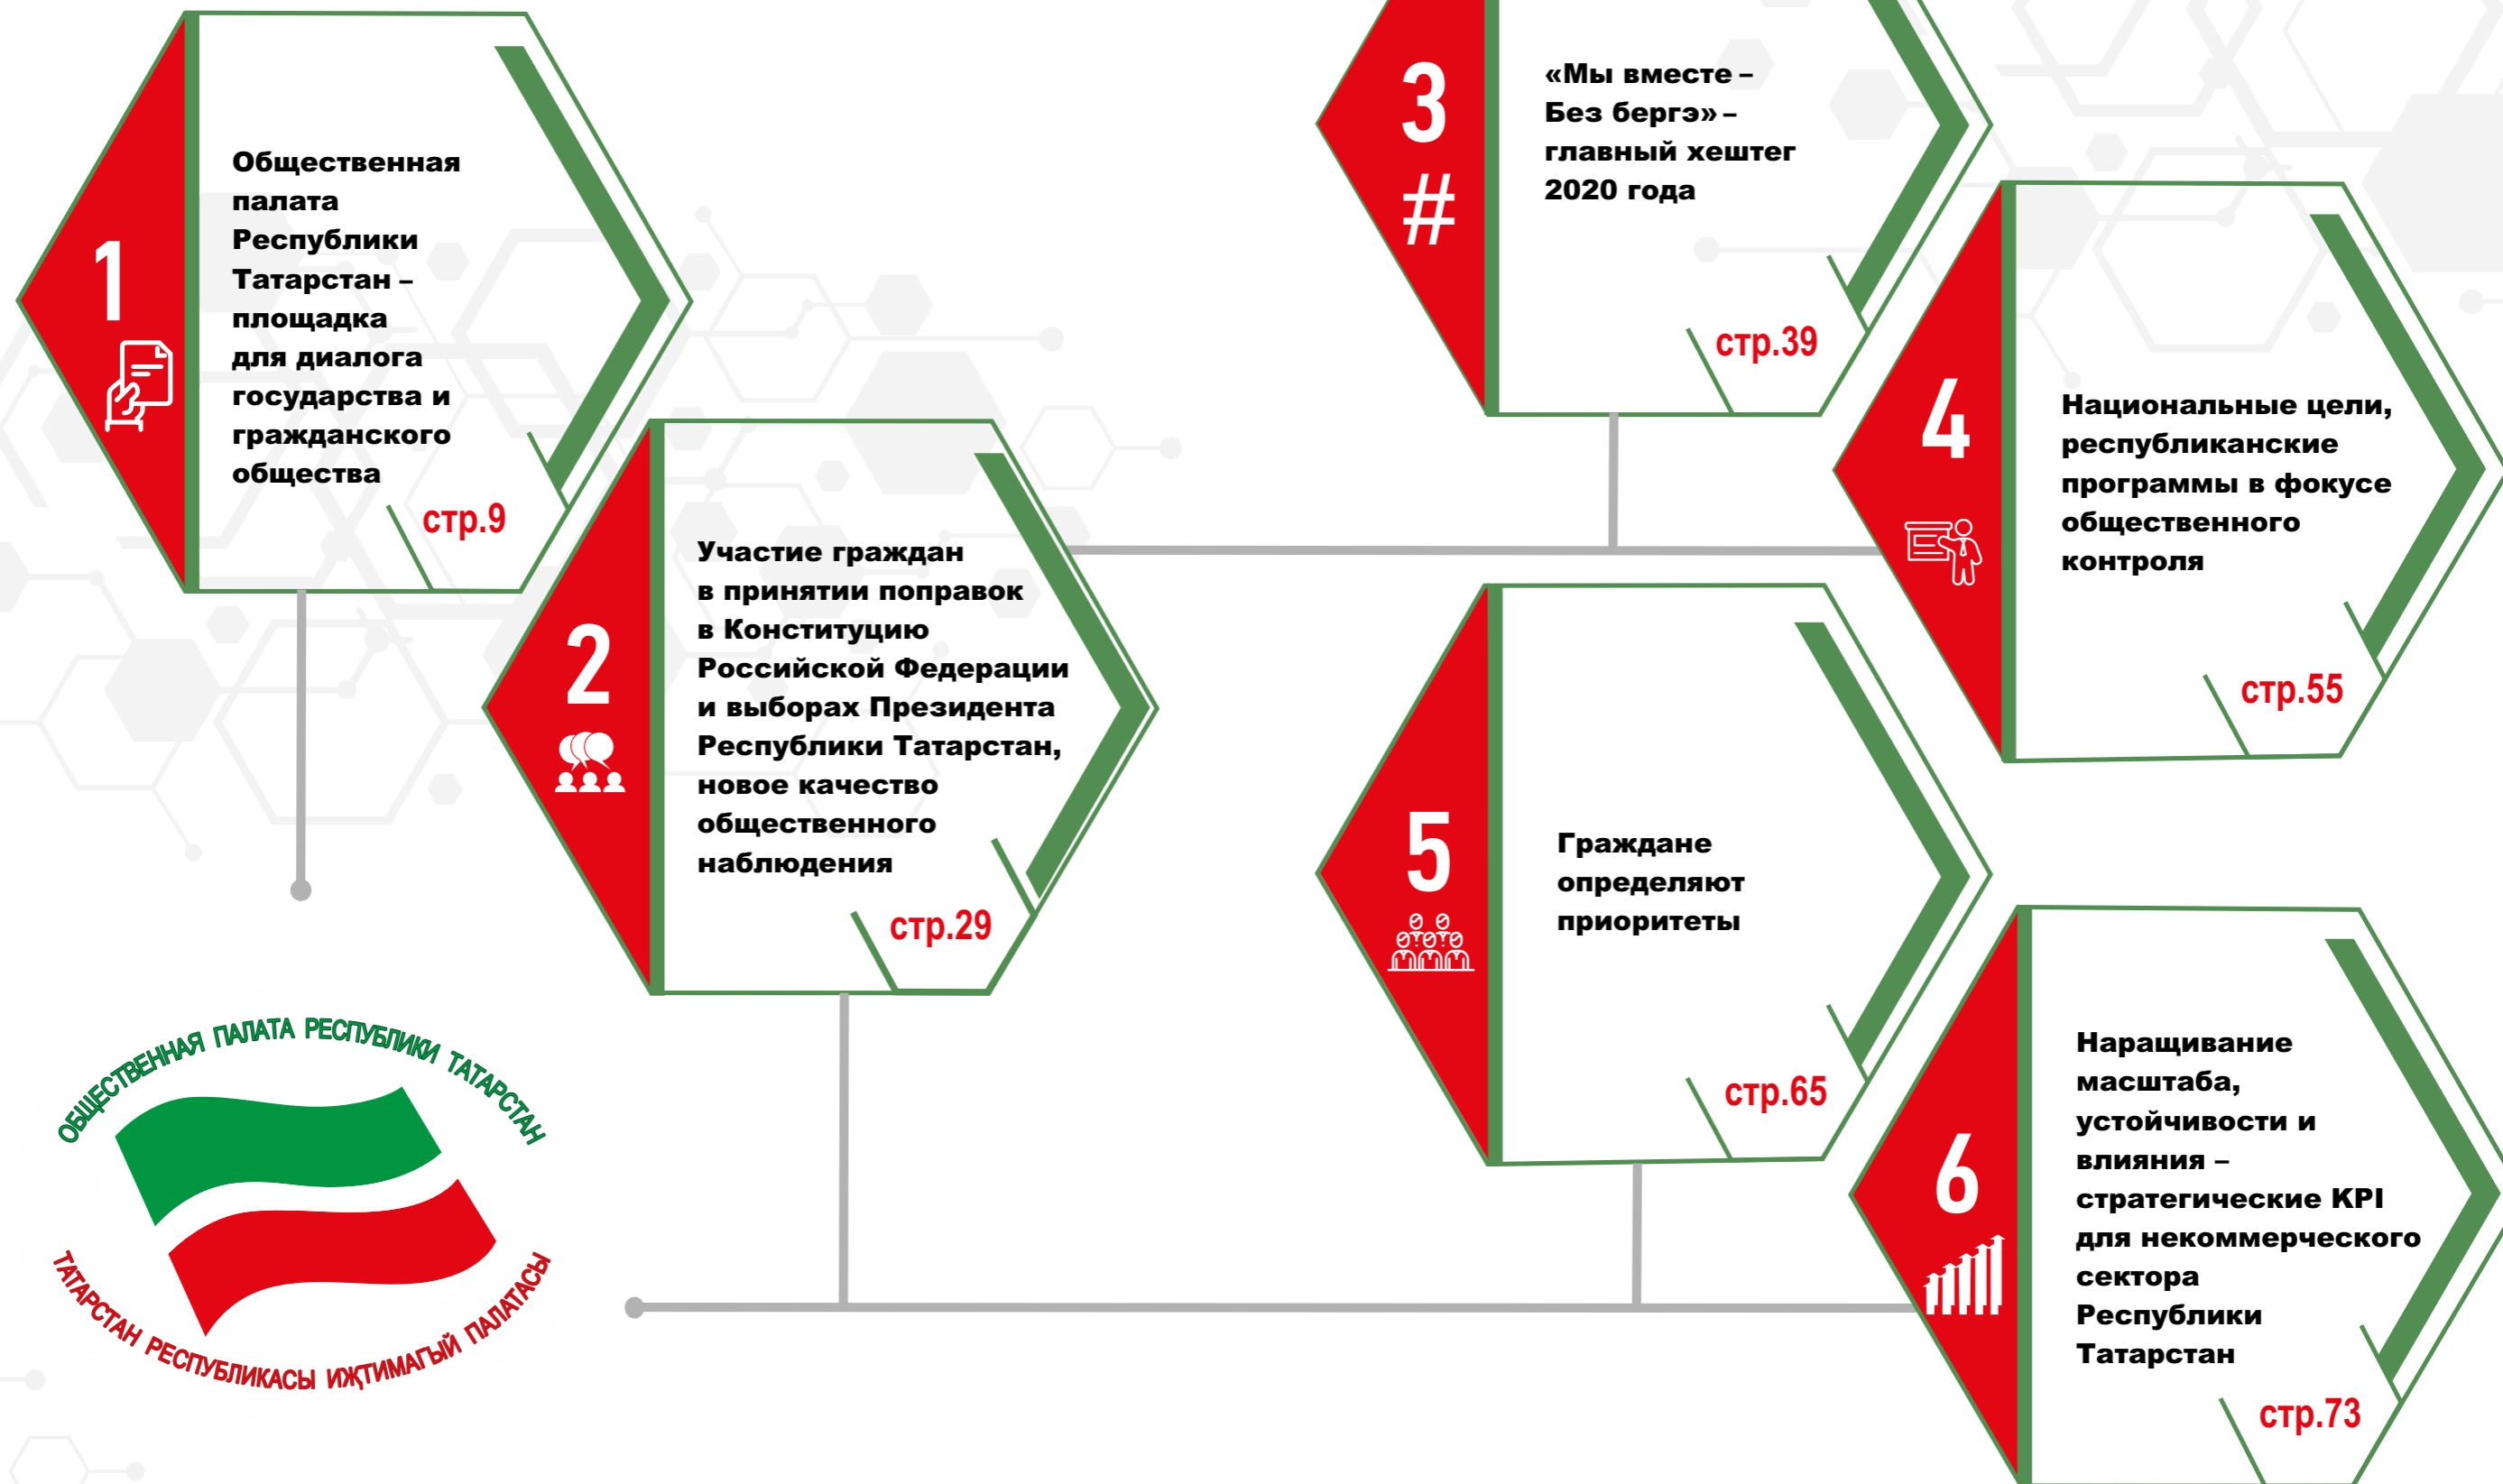 1
Общественная
палата
Республики
Татарстан –
площадка
для диалога
государства и
гражданского
общества
стр.9
2
Участие граждан
в принятии поправок
в Конституцию
Российской Федерации
и выборах Президента
Республики Татарстан,
новое качество
общественного
наблюдения
стр.29
3
#
«Мы вместе –
Без бергэ» –
главный хештег
2020 года
стр.39
4
Национальные цели,
республиканские
программы в фокусе
общественного
контроля
стр.55
5
Граждане
определяют
приоритеты
стр.65
6
Наращивание
масштаба,
устойчивости и
влияния –
стратегические KPI
для некоммерческого
сектора
Республики
Татарстан
стр.73
ОБЩЕСТВЕННАЯ ПАЛАТА РЕСПУБЛИКИ ТАТАРСТАН
ТАТАРСТАН РЕСПУБЛИКАСЫ ИҖТИМАГЫЙ ПАЛАТАСЫ